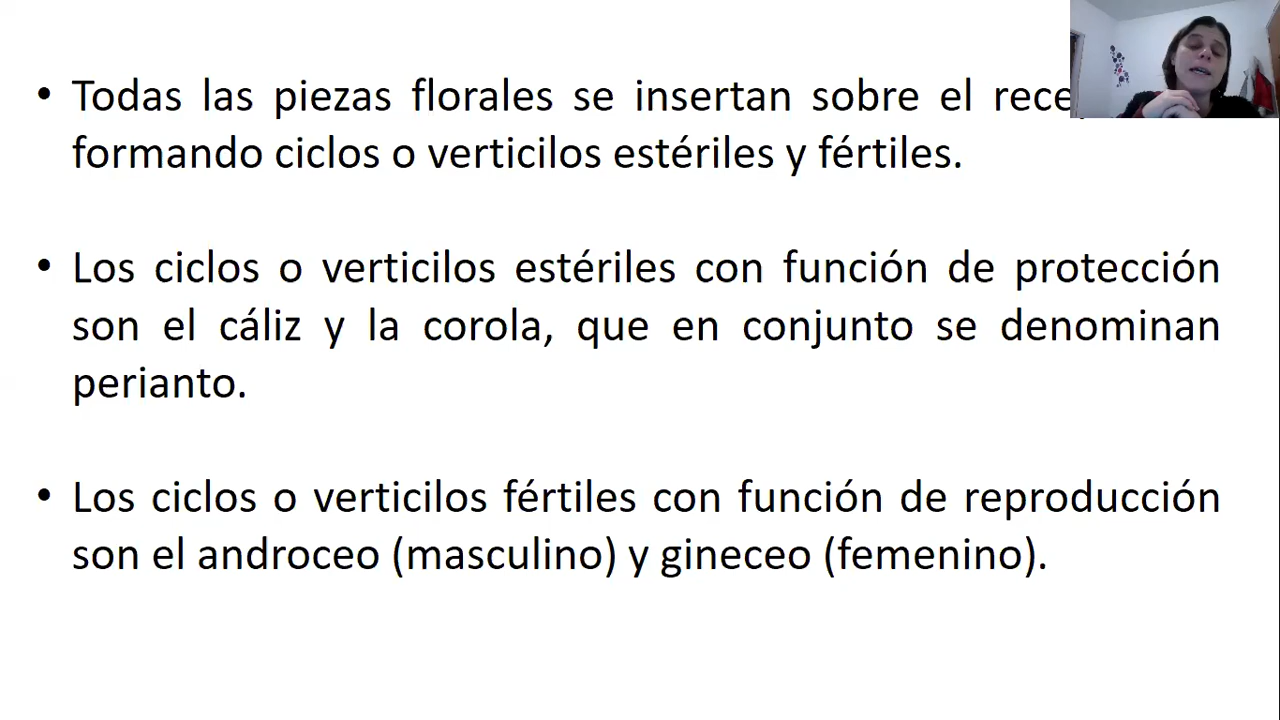 • Todas las piezas florales se insertan sobre el
formando ciclos o verticilos estériles y fértiles.
• Los ciclos o verticilos estériles con función de protección
son el cáliz y la corola, que en conjunto se denominan
perianto.
• Los ciclos o verticilos fértiles con función de reproducción
son el androceo (masculino) y gineceo (femenino).